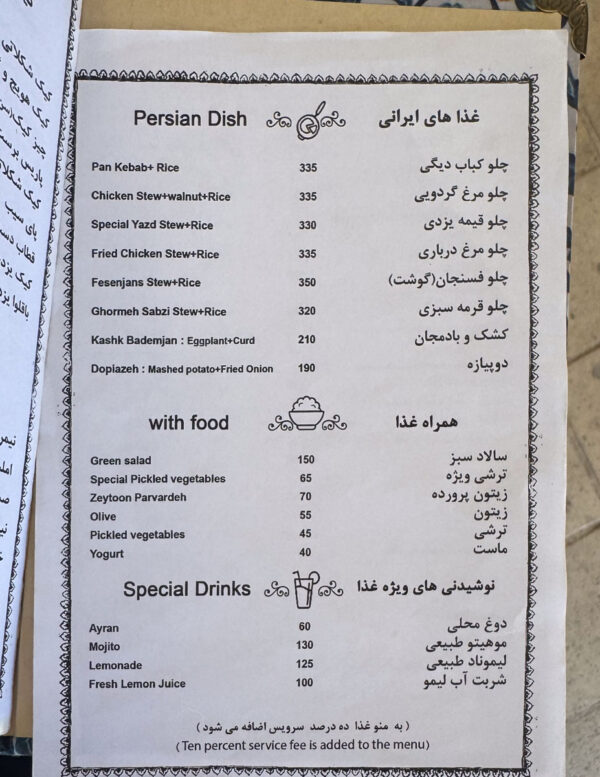 Persian Dish غذا های ایرانی
Pan Kebab+ Rice 335 چلو کباب دیگی
Chicken Stew+walnut+Rice 335 چلو مرغ گردویی
Special Yazd Stew+Rice 330 چلو قیمه یزدی
Fried Chicken Stew+Rice 335 چلو مرغ درباری
Fesenjans Stew+Rice 350 چلو فسنجان(گوشت)
Ghormeh Sabzi Stew+Rice 320 چلو قرمه سبزی
Kashk Bademjan : Eggplant+Curd 210 کشک و بادمجان
Dopiazeh : Mashed potato+Fried Onion 190 دوپیازه
with food همراه غذا
Green salad 150 سالاد سبز
Special Pickled vegetables 65 ترشی ویژه
Zeytoon Parvardeh 70 زیتون پرورده
Olive 55 زیتون
Pickled vegetables 45 ترشی
Yogurt 40 ماست
Special Drinks نوشیدنی های ویژه غذا
Ayran 60 دوغ محلی
Mojito 130 موهیتو طبیعی
Lemonade 125 لیموناد طبیعی
Fresh Lemon Juice 100 شربت آب لیمو
( به منو غذا ده درصد سرویس اضافه می شود )
(Ten percent service fee is added to the menu)
کیک شکلاتی
کیک هویج و
پای سیب